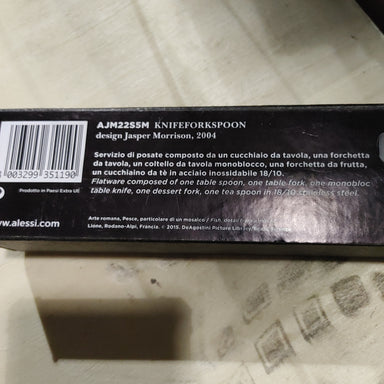 AJM22S5M KNIFEFORKSPOON
design Jasper Morrison, 2004
Servizio di posate composto da un cucchiaio da tavola, una forchetta
da tavola, un coltello da tavola monoblocco, una forchetta da frutta,
un cucchiaino da tè in acciaio inossidabile 18/10.
Flatware composed of one table spoon, one table fork, one monobloc
table knife, one dessert fork, one tea spoon in 18/10 stainless steel.
003299 351190
Prodotto in Paesi Extra UE
www.alessi.com
Arte romana, Pesce, particolare di un mosaico / Fish, detail
Lione, Rodano-Alpi, Francia. © 2015. DeAgostini Picture Library/